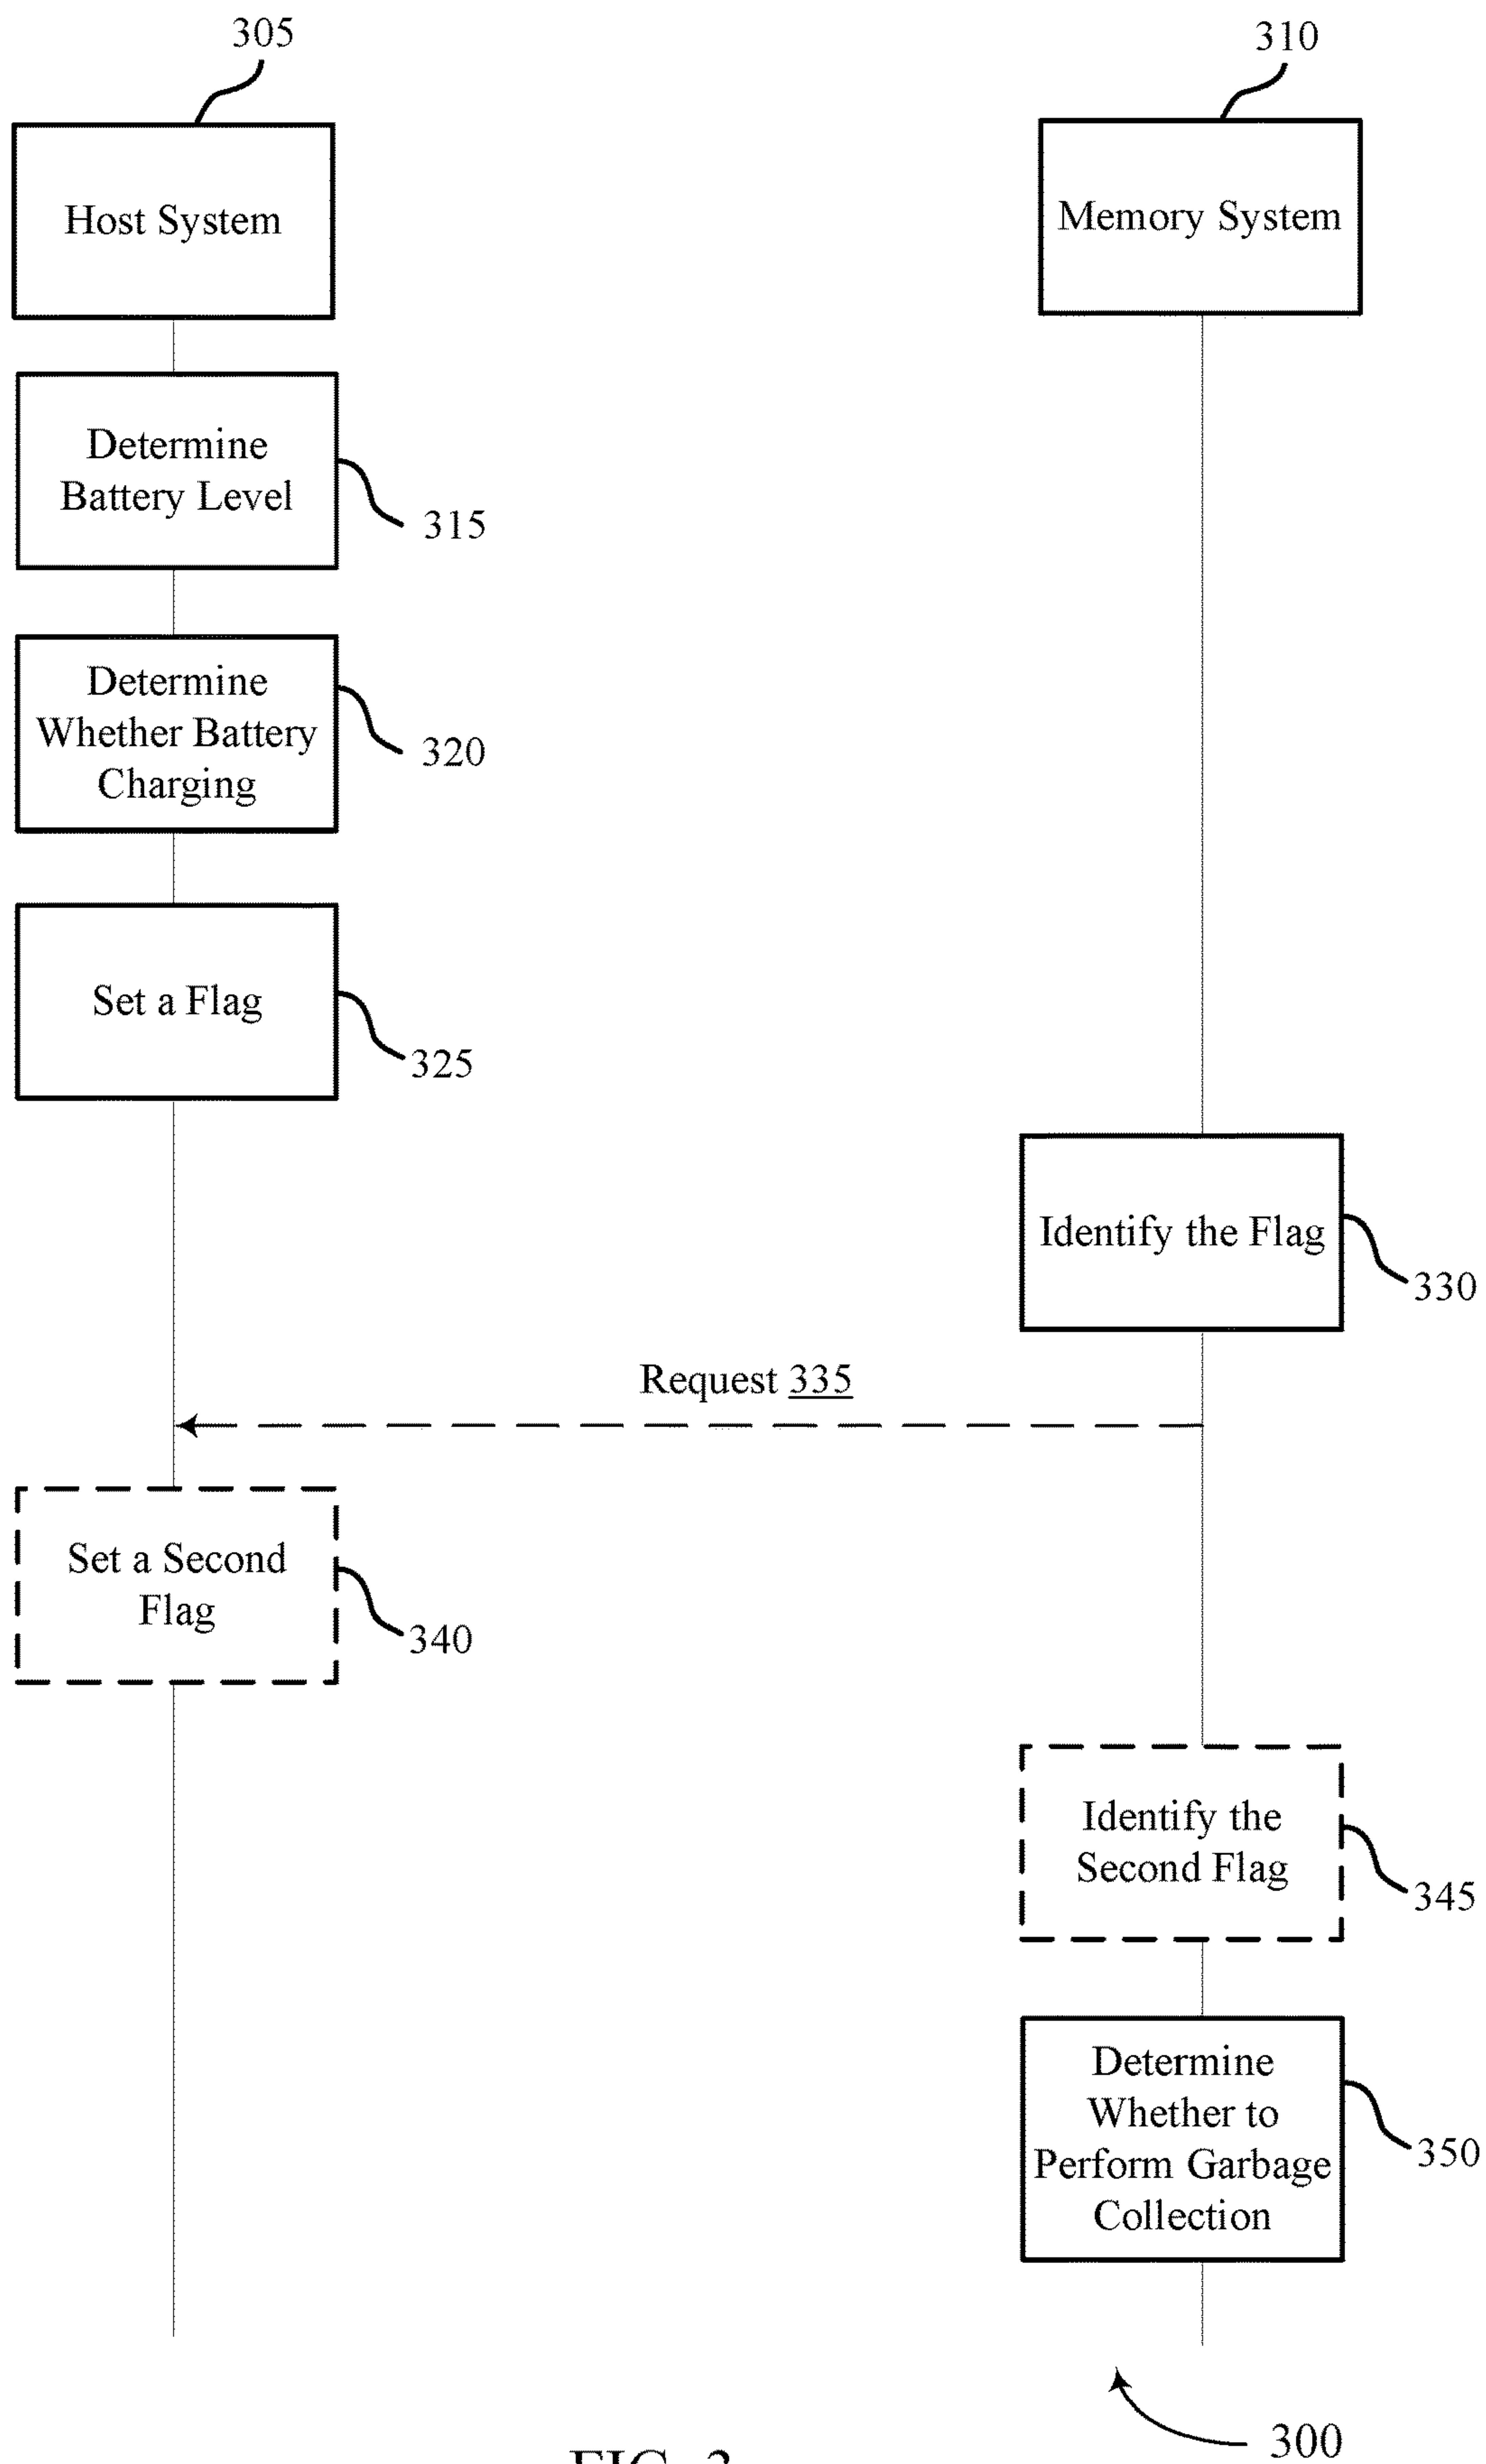 305
310
Host System
Memory System
Determine
Battery Level
315
Determine
Whether Battery
Charging
320
Set a Flag
325
Identify the Flag
330
Request 335
Set a Second
Flag
340
Identify the
Second Flag
345
Determine
Whether to
Perform Garbage
Collection
350
300
FIG. 3